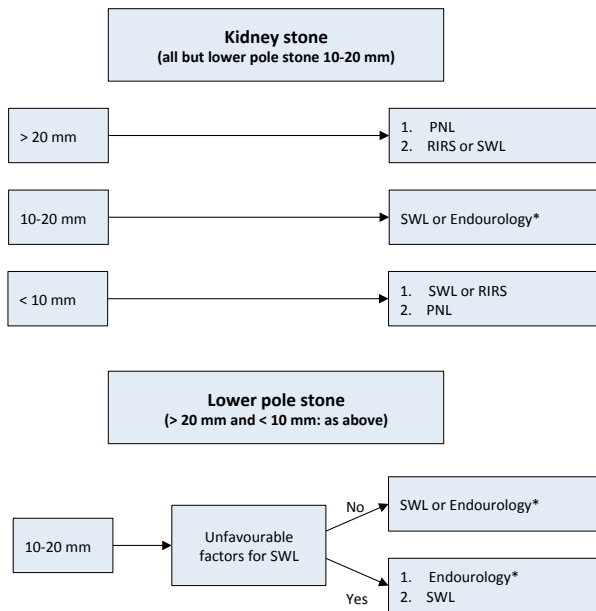 Kidney stone
(all but lower pole stone 10-20 mm)
> 20 mm
1. PNL
2. RIRS or SWL
10-20 mm
SWL or Endourology*
< 10 mm
1. SWL or RIRS
2. PNL
Lower pole stone
(> 20 mm and < 10 mm: as above)
10-20 mm
Unfavourable
factors for SWL
No
SWL or Endourology*
Yes
1. Endourology*
2. SWL